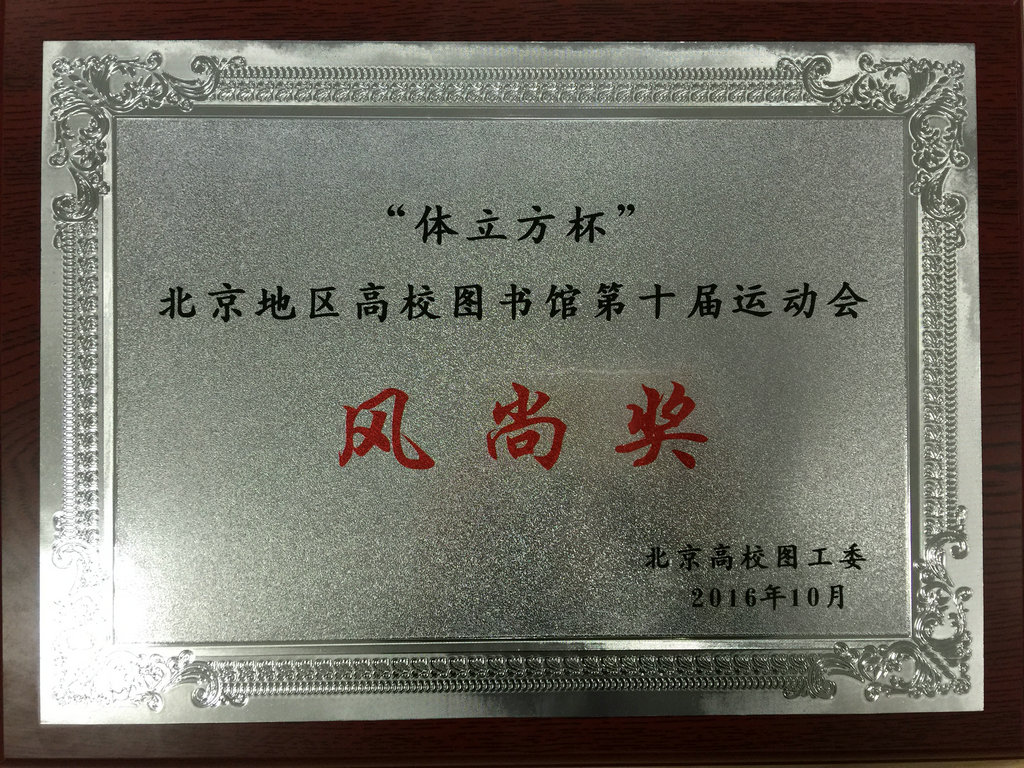 “体立方杯”
北京地区高校图书馆第十届运动会
风尚奖
北京高校图工委
2016年10月